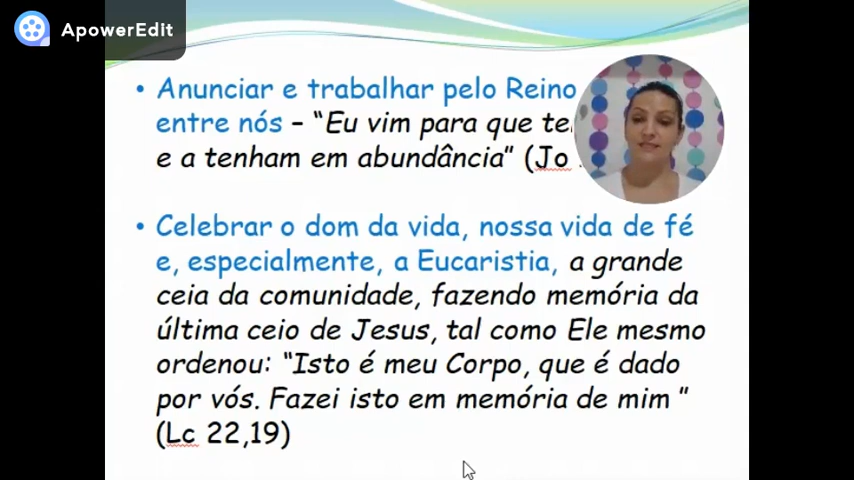 ApowerEdit
• Anunciar e trabalhar pelo Reino
entre nós – “Eu vim para que
e a tenham em abundância” (Jo
• Celebrar o dom da vida, nossa vida de fé
e, especialmente, a Eucaristia, a grande
ceia da comunidade, fazendo memória da
última ceio de Jesus, tal como Ele mesmo
ordenou: “Isto é meu Corpo, que é dado
por vós. Fazei isto em memória de mim ”
(Lc 22,19)